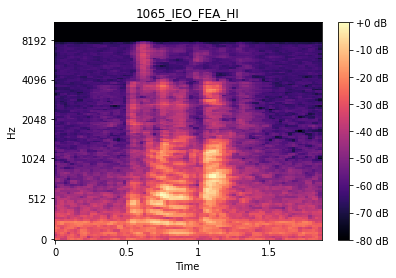 1065_IEO_FEA_HI
8192
4096
2048
1024
512
0
Hz
0
0.5
1
1.5
Time
+0 dB
-10 dB
-20 dB
-30 dB
-40 dB
-50 dB
-60 dB
-70 dB
-80 dB